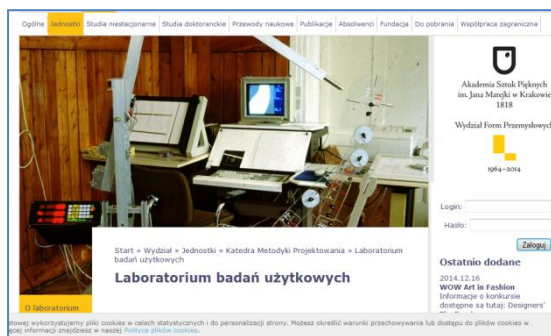 Ogólne Jednostki Studia niestacjonarne Studia doktoranckie Przewody naukowe Publikacje Absolwenci Fundacja Do pobrania Współpraca zagraniczna
Akademia Sztuk Pięknych
im. Jana Matejki w Krakowie
1818
Wydział Form Przemysłowych
1964–2014
Login:
Hasło:
Zaloguj
Start » Wydział » Jednostki » Katedra Metodyki Projektowania » Laboratorium
badań użytkowych
Laboratorium badań użytkowych
O laboratorium
Ostatnio dodane
2014.12.16
WOW Art in Fashion
Informacje o konkursie
dostępne są tutaj: Designers'
wykorzystujemy pliki cookies w celach statystycznych i do personalizacji strony. Możesz określić warunki przechowywania lub dostępu do plików cookies w
informacji znajdziesz w naszej Polityce plików cookies.